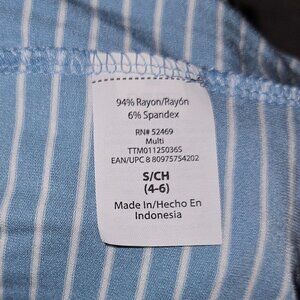 94% Rayon/Rayón
6% Spandex
RN# 52469
Multi
TTM0112S036S
EAN/UPC 8 80975754202
S/CH
(4-6)
Made In/Hecho En
Indonesia